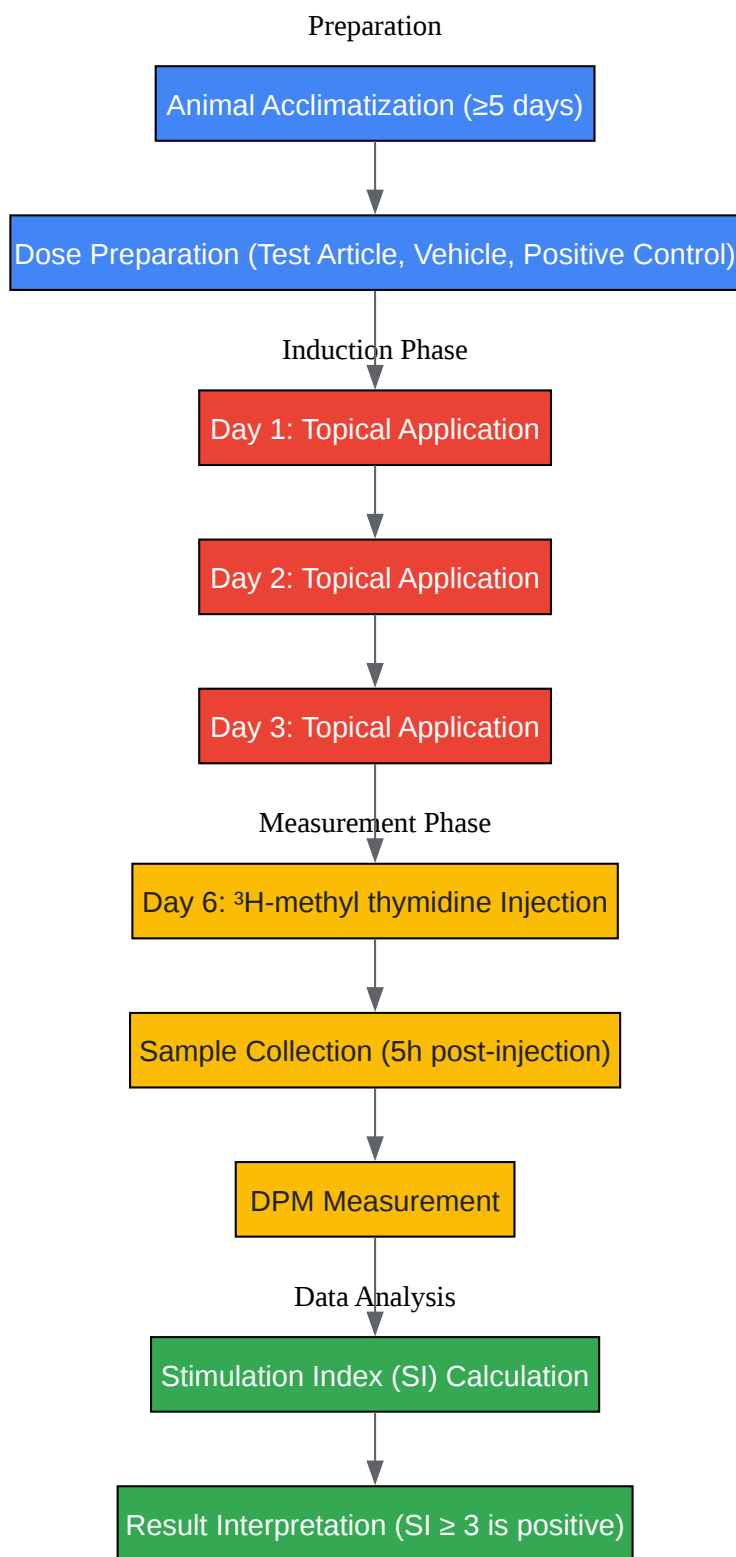 Preparation
Animal Acclimatization (≥5 days)
Dose Preparation (Test Article, Vehicle, Positive Control)
Induction Phase
Day 1: Topical Application
Day 2: Topical Application
Day 3: Topical Application
Measurement Phase
Day 6: ³H-methyl thymidine Injection
Sample Collection (5h post-injection)
DPM Measurement
Data Analysis
Stimulation Index (SI) Calculation
Result Interpretation (SI ≥ 3 is positive)